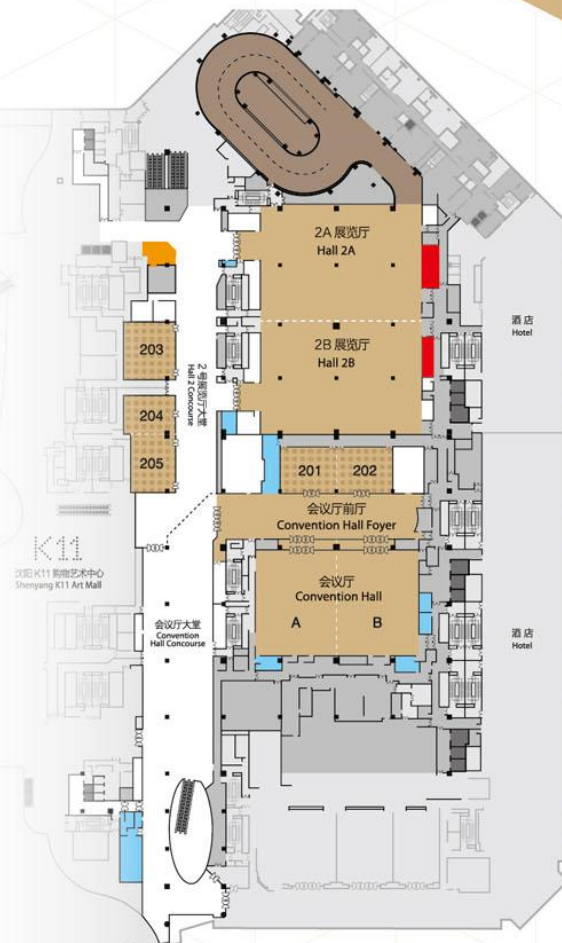 2A 展览厅
Hall 2A
2B 展览厅
Hall 2B
酒店
Hotel
203
2号展览厅大堂
Hall 2 Concourse
204
205
201
202
会议厅前厅
Convention Hall Foyer
K11
沈阳 K11 购物艺术中心
Shenyang K11 Art Mall
会议厅
Convention Hall
A
B
会议厅大堂
Convention
Hall Concourse
酒店
Hotel